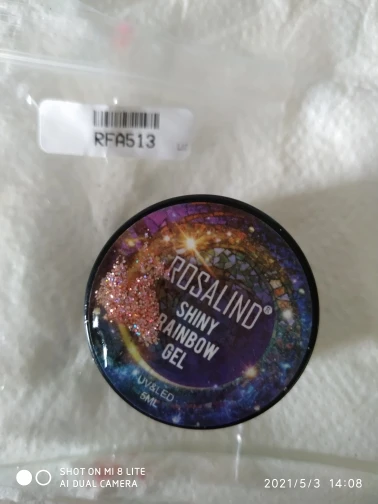 RFA513
ROSALIND®
SHINY
RAINBOW
GEL
UV&LED
5ML
SHOT ON MI 8 LITE
AI DUAL CAMERA
2021/5/3 14:08